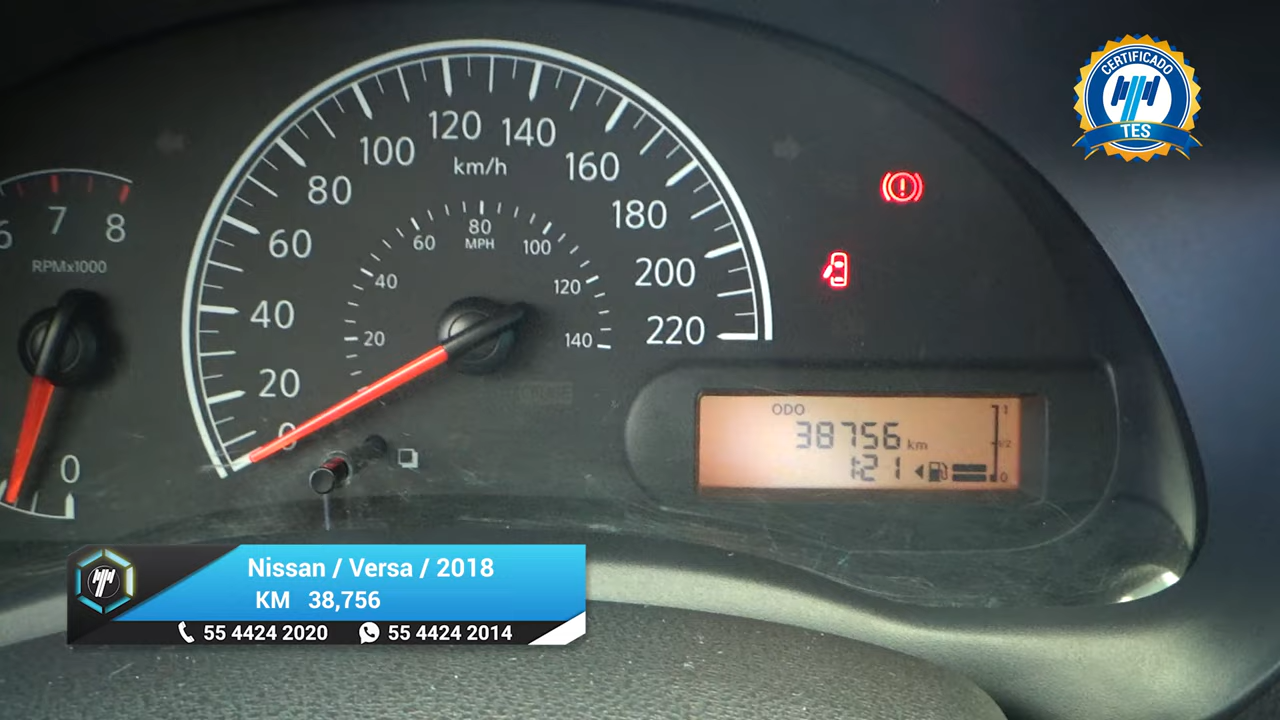 CERTIFICADO
TES
6 7 8
RPMx1000
0
0 20 40 60 80 100 120 140 160 180 200 220
km/h
20 40 60 80 100 120 140
MPH
ODO
38756 km
1:21
1
1/2
0
Nissan / Versa / 2018
KM 38,756
55 4424 2020 55 4424 2014